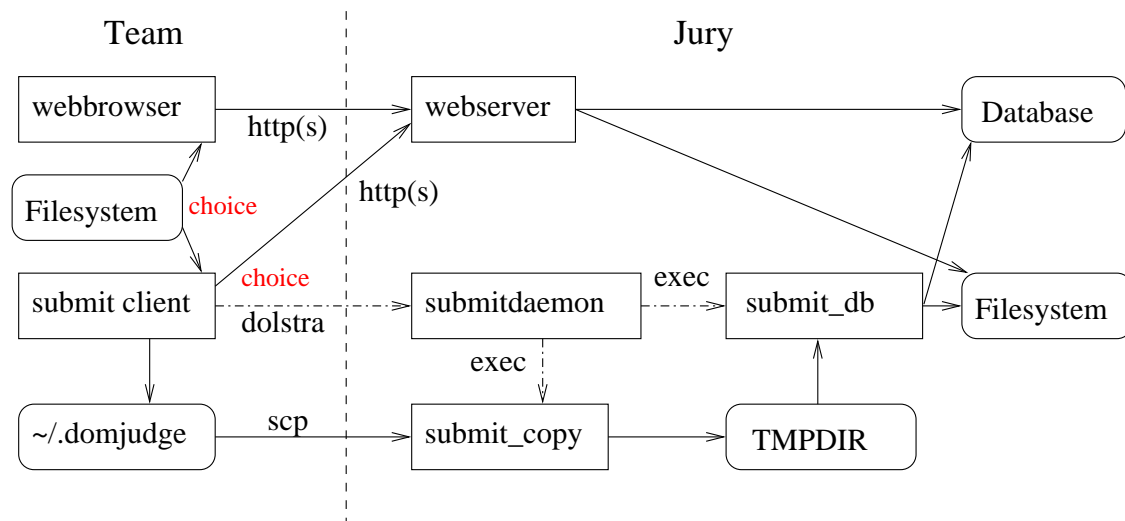 Team
Jury
webbrowser
http(s)
webserver
Database
Filesystem
choice
http(s)
submit client
choice
dolstra
submitdaemon
exec
submit_db
Filesystem
exec
~/.domjudge
scp
submit_copy
TMPDIR